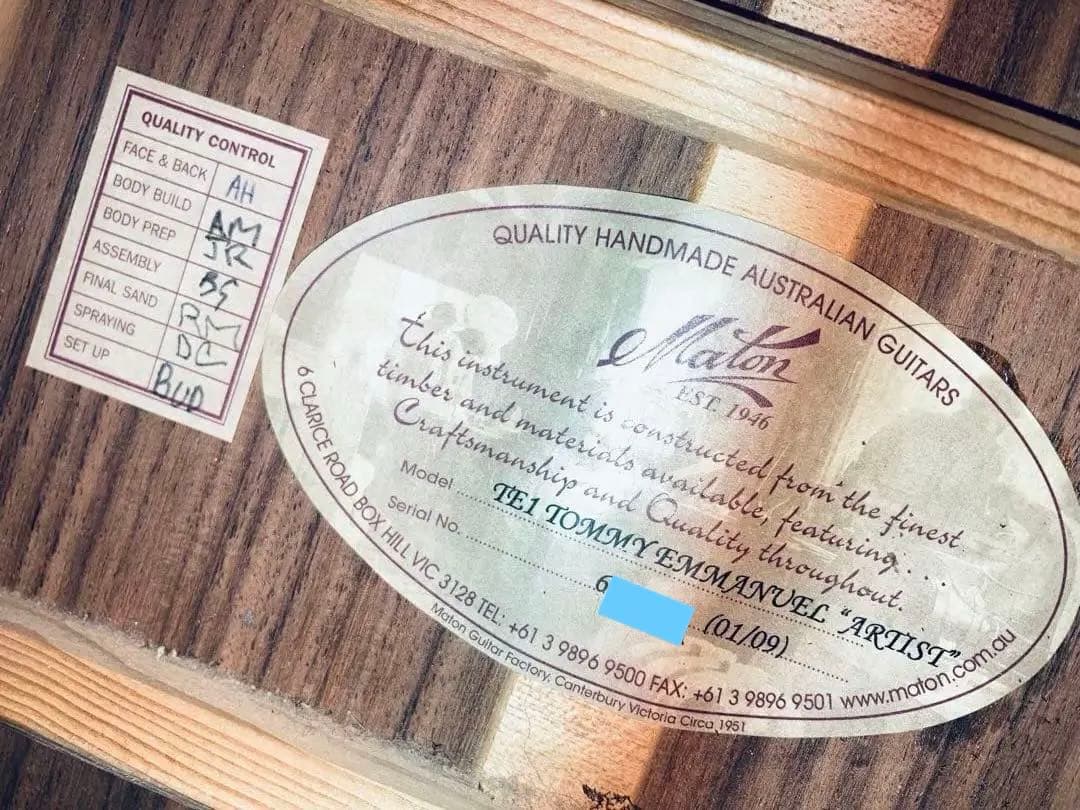 QUALITY CONTROL
FACE & BACK AH
BODY BUILD AM
BODY PREP JR
ASSEMBLY BG
FINAL SAND RM
SPRAYING DC
SET UP BUD
QUALITY HANDMADE AUSTRALIAN GUITARS
Maton
EST. 1946
This instrument is constructed from the finest
timber and materials available, featuring....
Craftsmanship and Quality throughout.
Model TE1 TOMMY EMMANUEL "ARTIST"
Serial No. 6 (01/09)
6 CLARICE ROAD BOX HILL VIC 3128 TEL: +61 3 9896 9500 FAX: +61 3 9896 9501 www.maton.com.au
Maton Guitar Factory, Canterbury Victoria Circa 1951